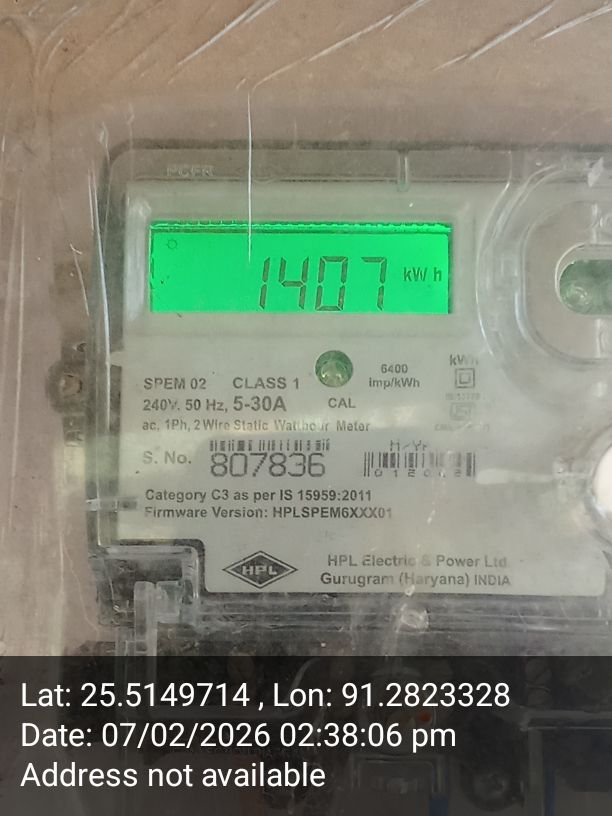 1407 kWh
SPEM 02 CLASS 1
6400
imp/kWh
kWh
240V. 50 Hz, 5-30A
CAL
ac, 1Ph, 2 Wire Static Watthour Meter
M/Yr
S. No. 807836
Category C3 as per IS 15959:2011
Firmware Version: HPLSPEM6XXX01
HPL
HPL Electric & Power Ltd
Gurugram (Haryana) INDIA
Lat: 25.5149714 , Lon: 91.2823328
Date: 07/02/2026 02:38:06 pm
Address not available